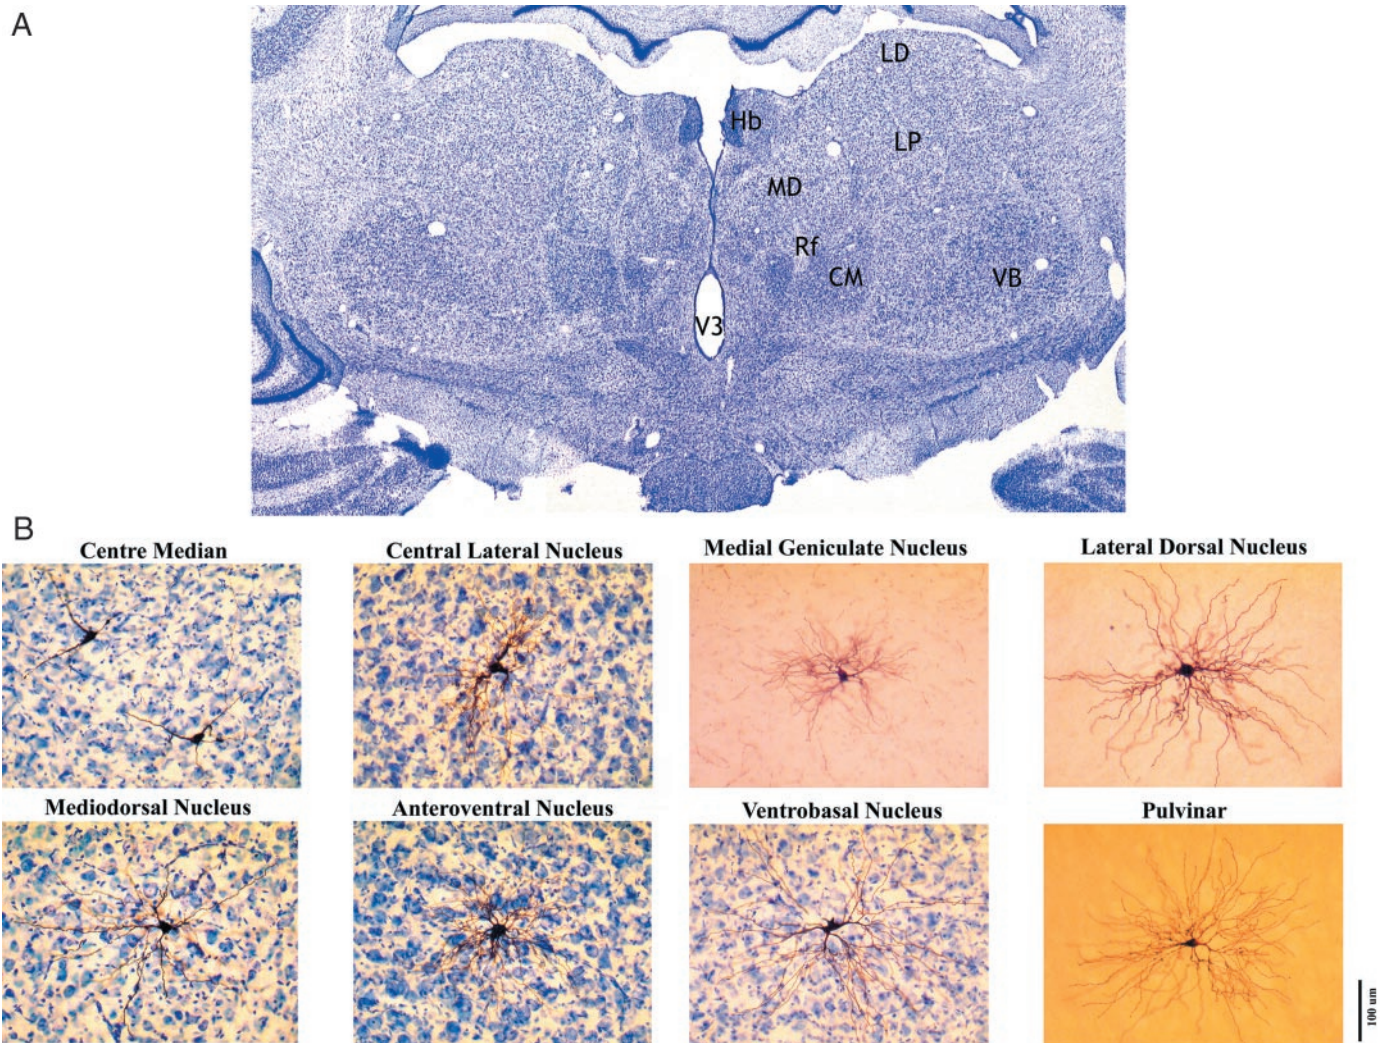 A
LD
Hb
LP
MD
Rf
CM
VB
V3
B
Centre Median
Central Lateral Nucleus
Medial Geniculate Nucleus
Lateral Dorsal Nucleus
Mediodorsal Nucleus
Anteroventral Nucleus
Ventrobasal Nucleus
Pulvinar
100 um